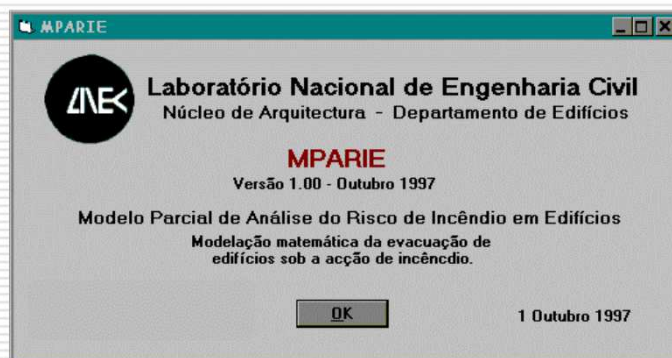 MPARIE
LNEC
Laboratório Nacional de Engenharia Civil
Núcleo de Arquitectura - Departamento de Edifícios
MPARIE
Versão 1.00 - Outubro 1997
Modelo Parcial de Análise do Risco de Incêndio em Edifícios
Modelação matemática da evacuação de
edifícios sob a acção de incêncdio.
OK
1 Outubro 1997